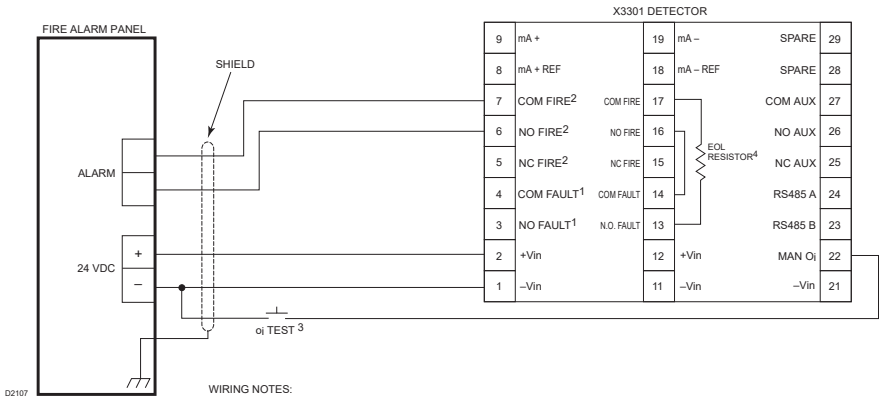 X3301 DETECTOR
FIRE ALARM PANEL
SHIELD
ALARM
24 VDC
+
–
oi TEST 3
9 mA +
8 mA + REF
7 COM FIRE2
6 NO FIRE2
5 NC FIRE2
4 COM FAULT1
3 NO FAULT1
2 +Vin
1 –Vin
19 mA –
18 mA – REF
COM FIRE 17
NO FIRE 16
NC FIRE 15
COM FAULT 14
N.O. FAULT 13
12 +Vin
11 –Vin
EOL
RESISTOR4
SPARE 29
SPARE 28
COM AUX 27
NO AUX 26
NC AUX 25
RS485 A 24
RS485 B 23
MAN Oi 22
–Vin 21
D2107
WIRING NOTES: